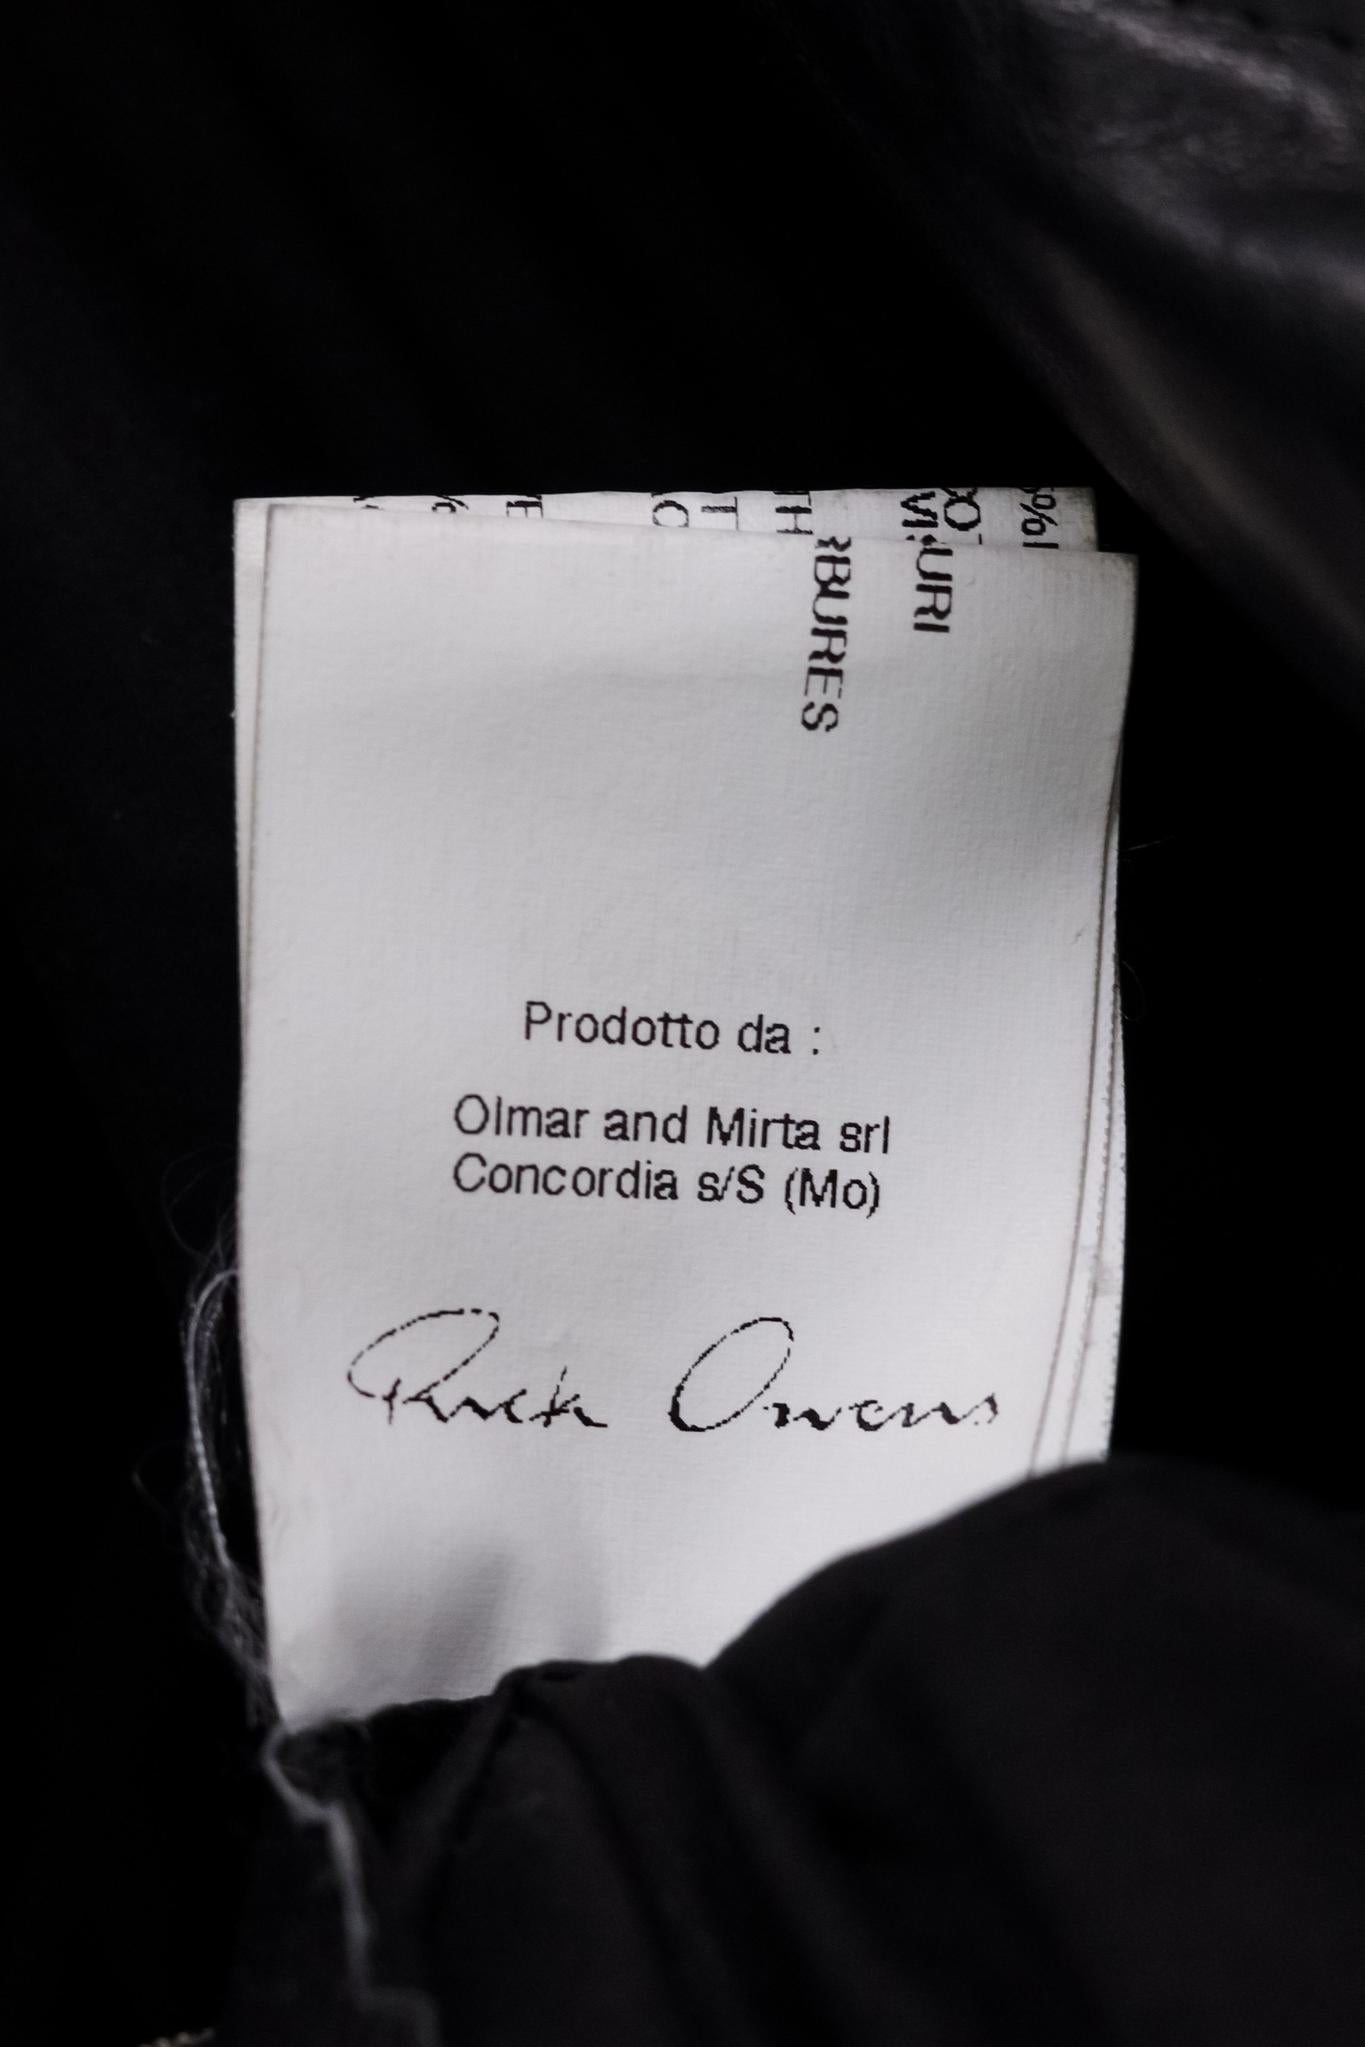 Prodotto da :
Olmar and Mirta srl
Concordia s/S (Mo)
Rick Owens